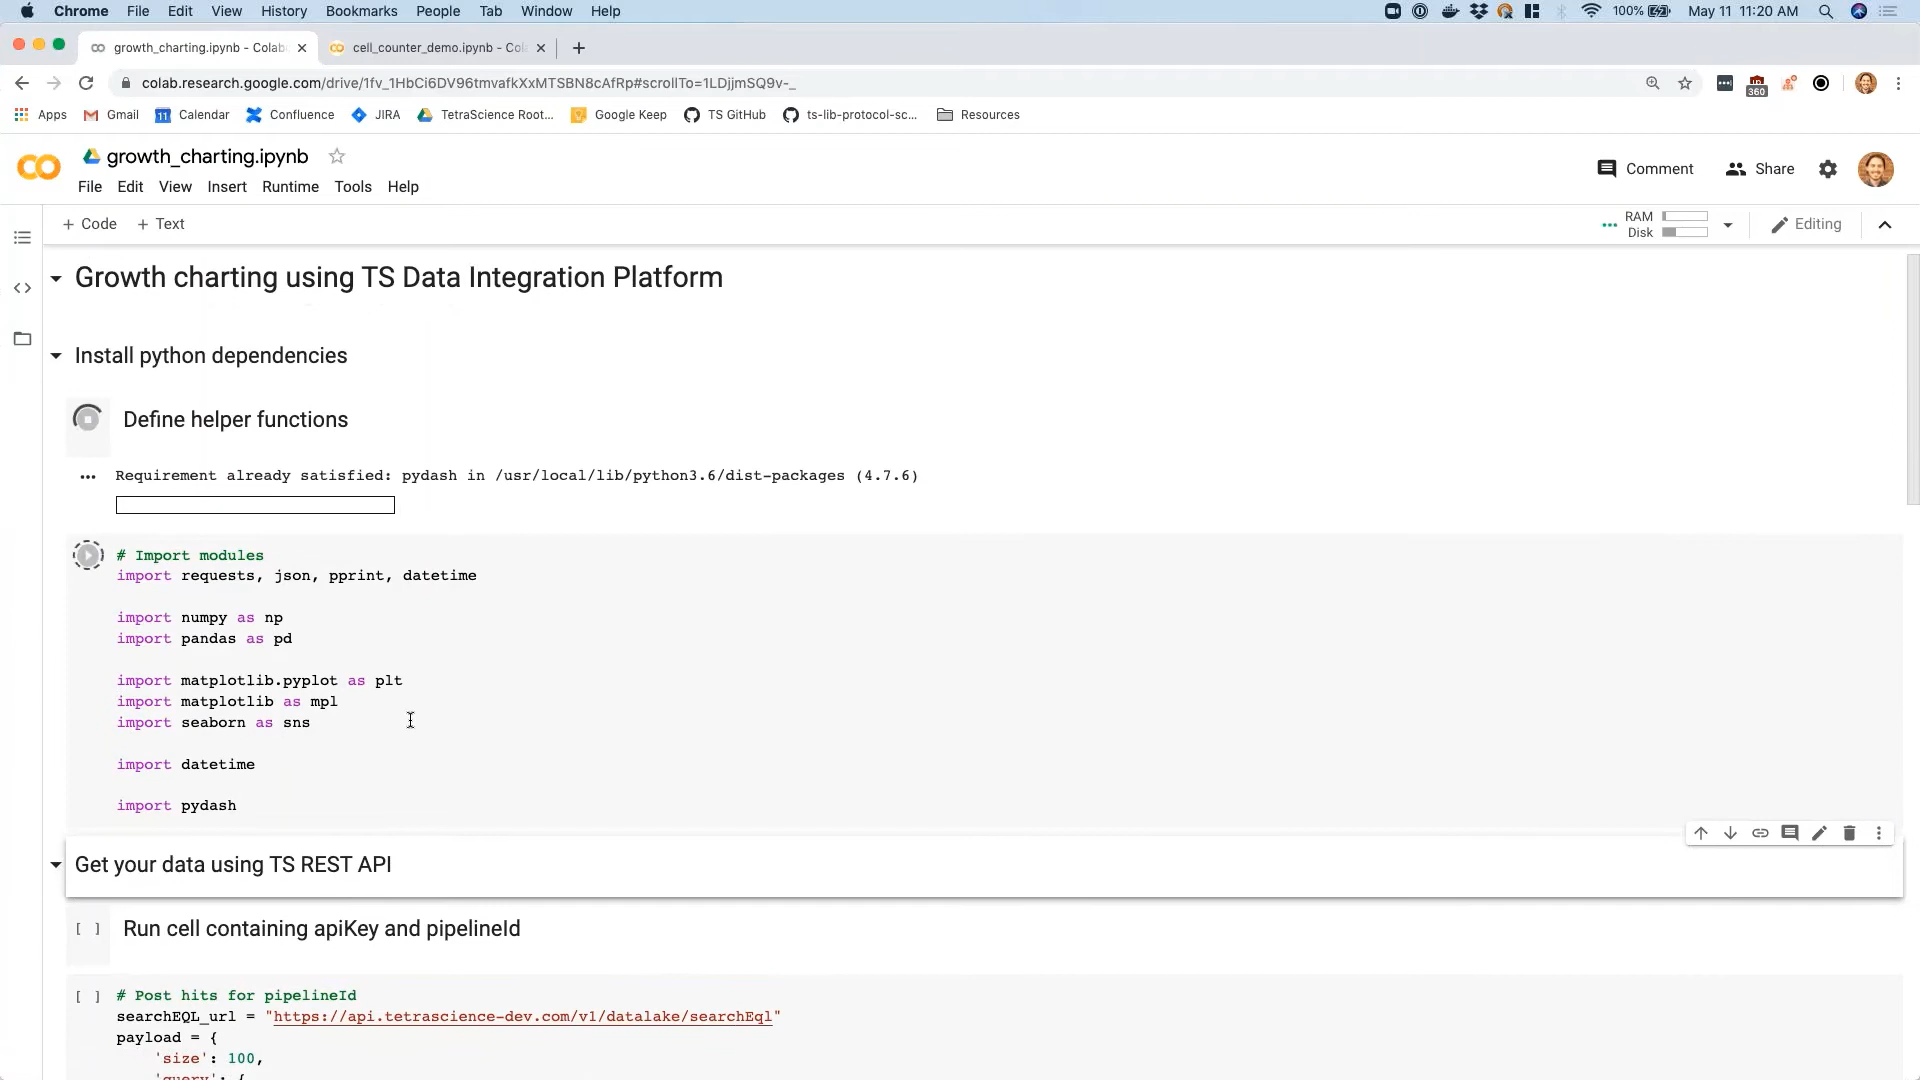 Chrome File Edit View History Bookmarks People Tab Window Help 100% May 11 11:20 AM
growth_charting.ipynb - Colab cell_counter_demo.ipynb - Col
colab.research.google.com/drive/1fv_1HbCi6DV96tmvafkXxMTSBN8cAfRp#scrollTo=1LDjjmSQ9v-_
360
Apps Gmail 11 Calendar Confluence JIRA TetraScience Root... Google Keep TS GitHub ts-lib-protocol-sc... Resources
growth_charting.ipynb
Comment Share
File Edit View Insert Runtime Tools Help
+ Code + Text
RAM
Disk
Editing
Growth charting using TS Data Integration Platform
Install python dependencies
Define helper functions
Requirement already satisfied: pydash in /usr/local/lib/python3.6/dist-packages (4.7.6)
# Import modules
import requests, json, pprint, datetime
import numpy as np
import pandas as pd
import matplotlib.pyplot as plt
import matplotlib as mpl
import seaborn as sns
import datetime
import pydash
Get your data using TS REST API
[ ] Run cell containing apiKey and pipelineId
[ ] # Post hits for pipelineId
searchEQL_url = "https://api.tetrascience-dev.com/v1/datalake/searchEql"
payload = {
'size': 100,
'query': {